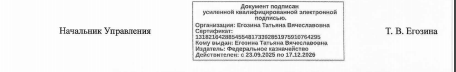 Документ подписан
усиленной квалифицированной электронной
подписью.
Организация: Егозина Татьяна Вячеславовна
Сертификат:
Кому выдан: Егозина Татьяна Вячеславовна
Издатель: Федеральное казначейство
Действителен: с 23.09.2025 по 17.12.2026
Начальник Управления
Т. В. Егозина